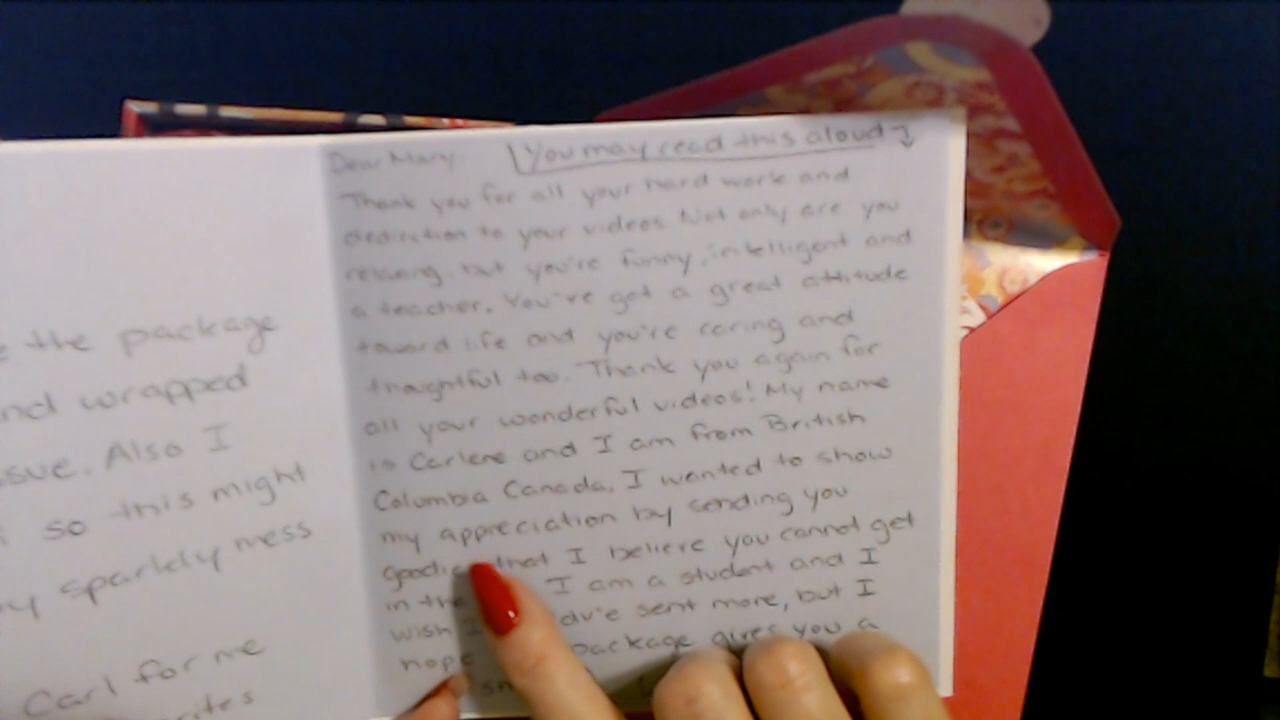 e the package
nd wrapped
ssue. Also I
so this might
y sparkly mess
Carl for me
rites
Dear Mary
You may read this aloud
Thank you for all your hard work and
dedication to your videos. Not only are you
relaxing, but you're funny, intelligent and
a teacher. You've got a great attitude
toward life and you're caring and
thoughtful too. Thank you again for
all your wonderful videos! My name
is Carlene and I am from British
Columbia Canada. I wanted to show
my appreciation by sending you
goodies that I believe you cannot get
in the I am a student and I
wish I sent more, but I
hope package gives you a